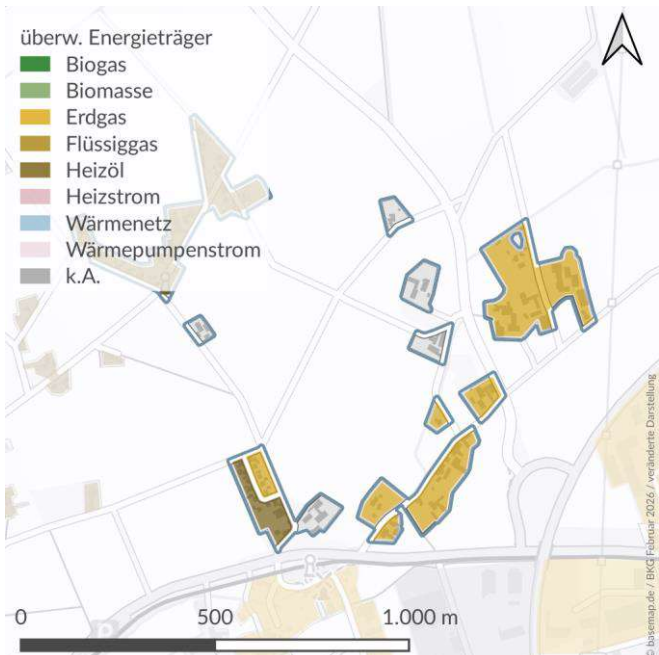 überw. Energieträger
Biogas
Biomasse
Erdgas
Flüssiggas
Heizöl
Heizstrom
Wärmenetz
Wärmepumpenstrom
k.A.
© basemap.de / BKG Februar 2026 / veränderte Darstellung
0 500 1.000 m